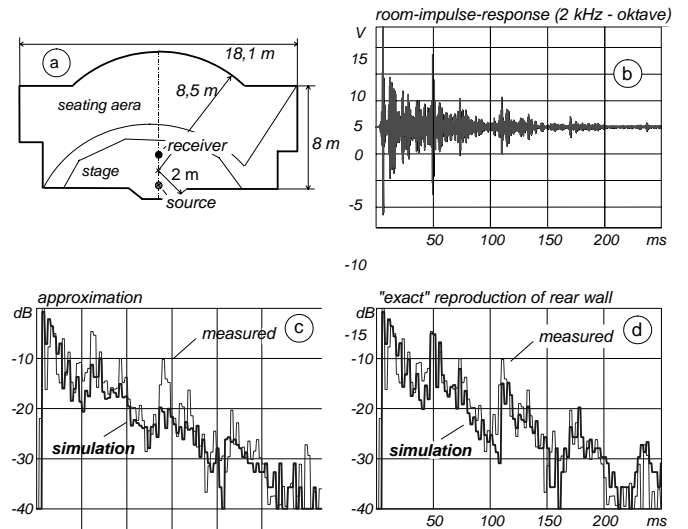 room-impulse-response (2 kHz - oktave)
18,1 m
a
seating aera
8,5 m
8 m
receiver
stage
2 m
source
V
15
10
5
0
-5
-10
-15
b
50 100 150 200 ms
approximation
dB
-10
-20
-30
-40
measured
c
simulation
"exact" reproduction of rear wall
dB
-10
-20
-30
-40
measured
d
simulation
50 100 150 200 ms